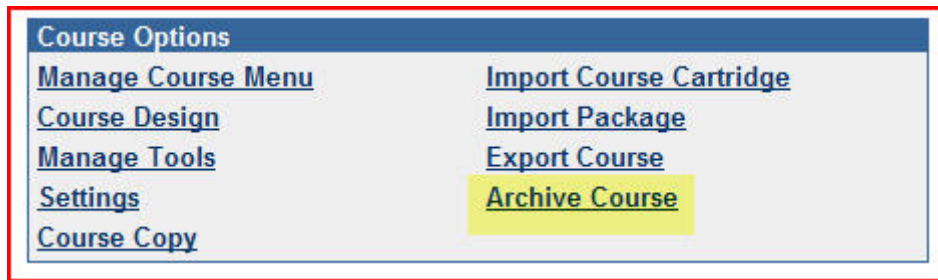 Course Options
Manage Course Menu
Course Design
Manage Tools
Settings
Course Copy
Import Course Cartridge
Import Package
Export Course
Archive Course